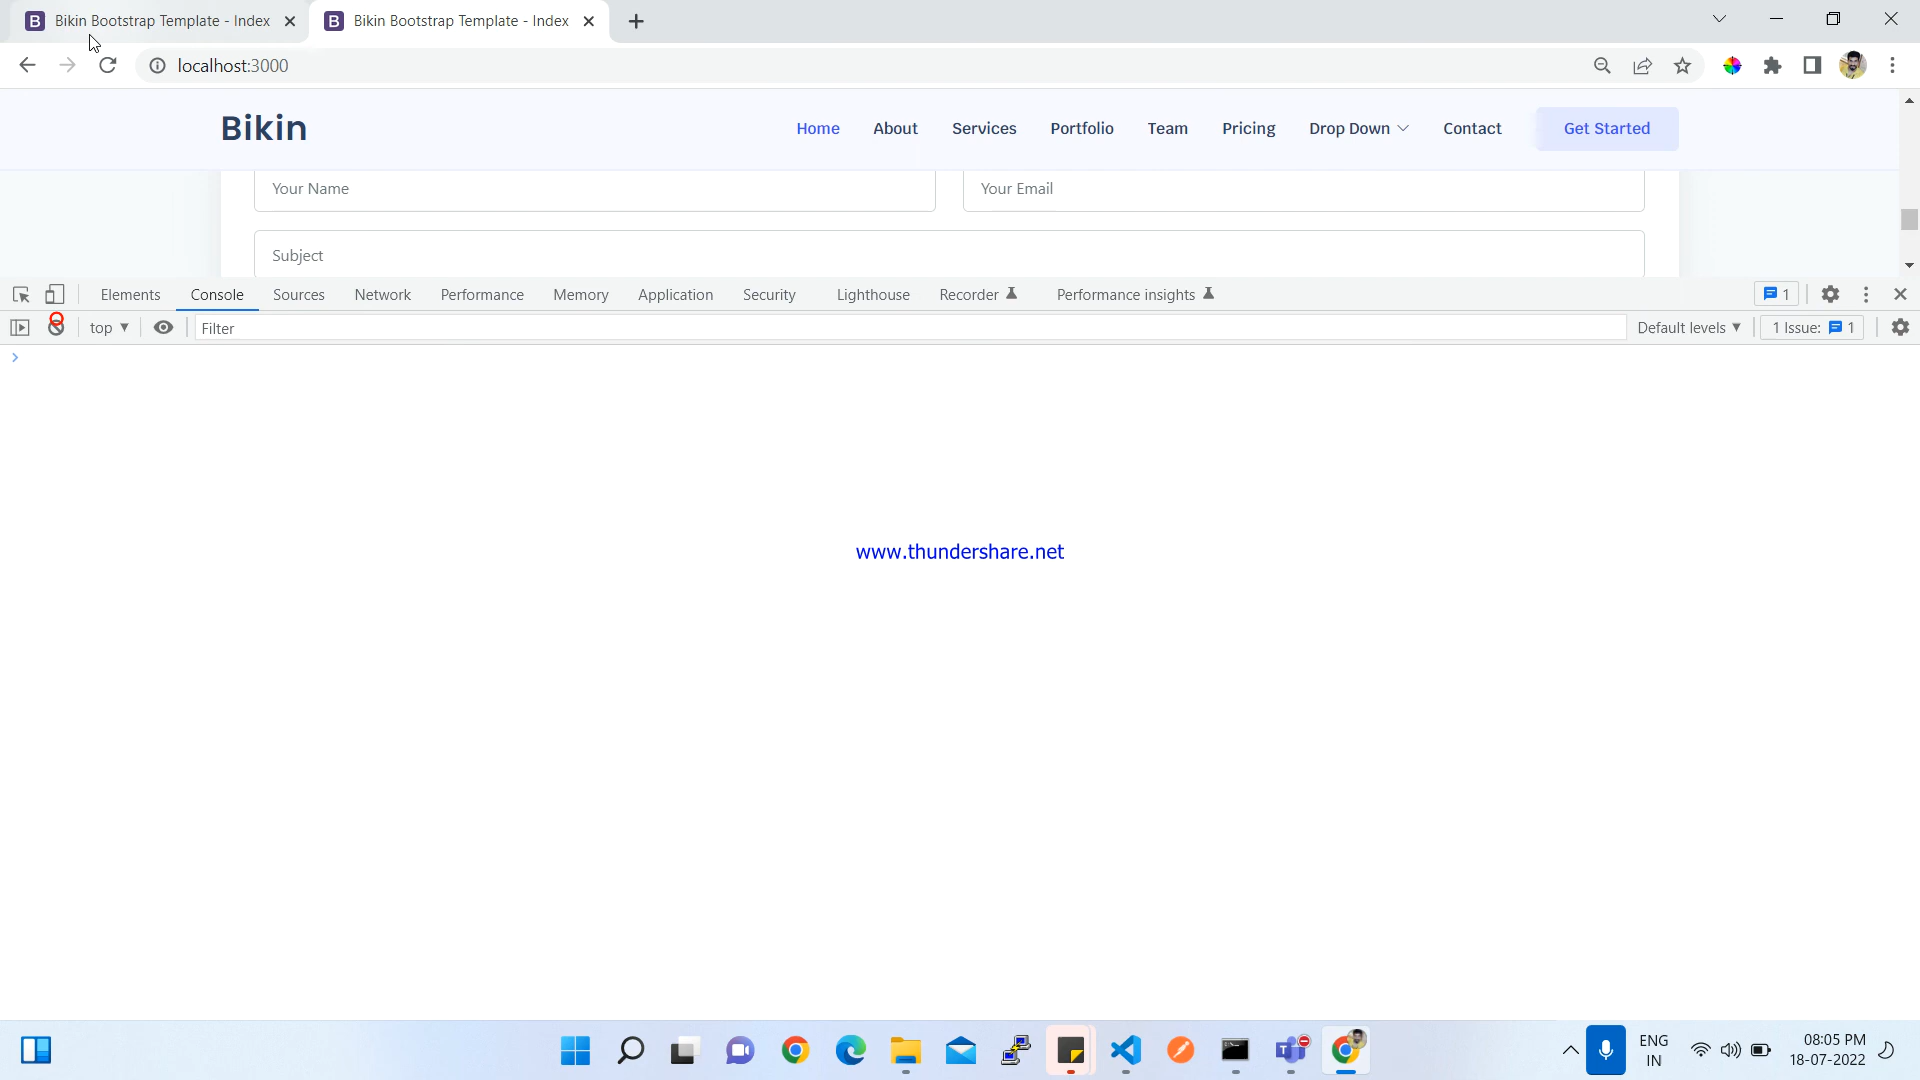 Bikin Bootstrap Template - Index
Bikin Bootstrap Template - Index
localhost:3000
Bikin
Home
About
Services
Portfolio
Team
Pricing
Drop Down
Contact
Get Started
Your Name
Your Email
Subject
Elements
Console
Sources
Network
Performance
Memory
Application
Security
Lighthouse
Recorder
Performance insights
1
top
Filter
Default levels
1 Issue: 1
www.thundershare.net
ENG
IN
08:05 PM
18-07-2022